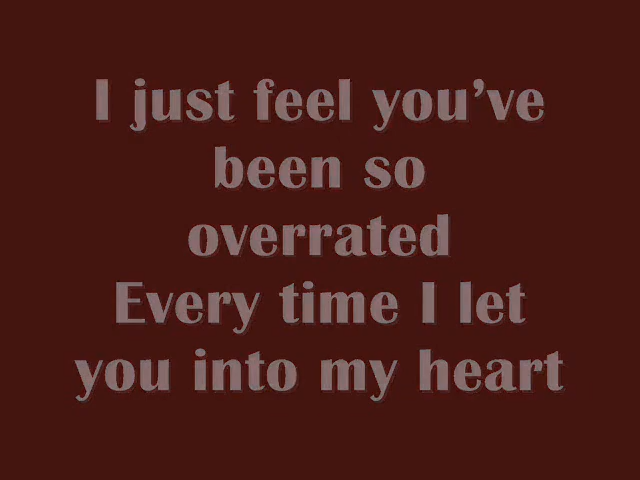 I just feel you’ve
been so
overrated
Every time I let
you into my heart